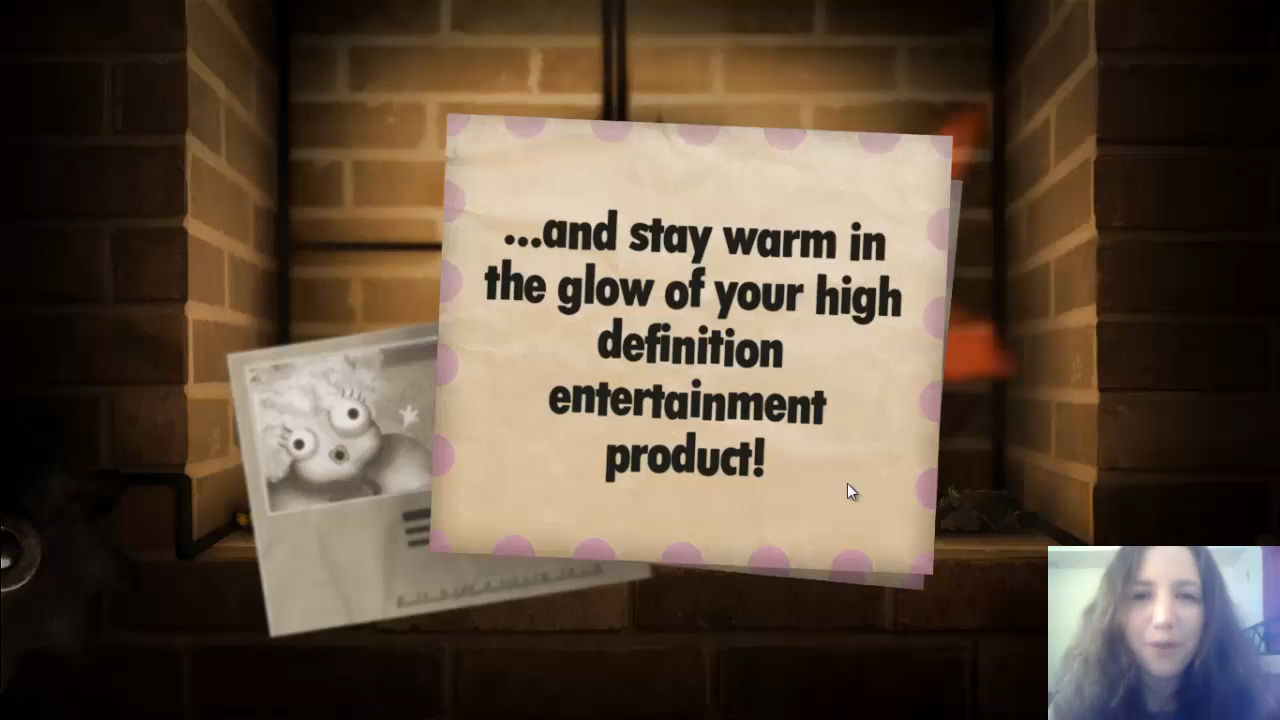 ...and stay warm in
the glow of your high
definition
entertainment
product!